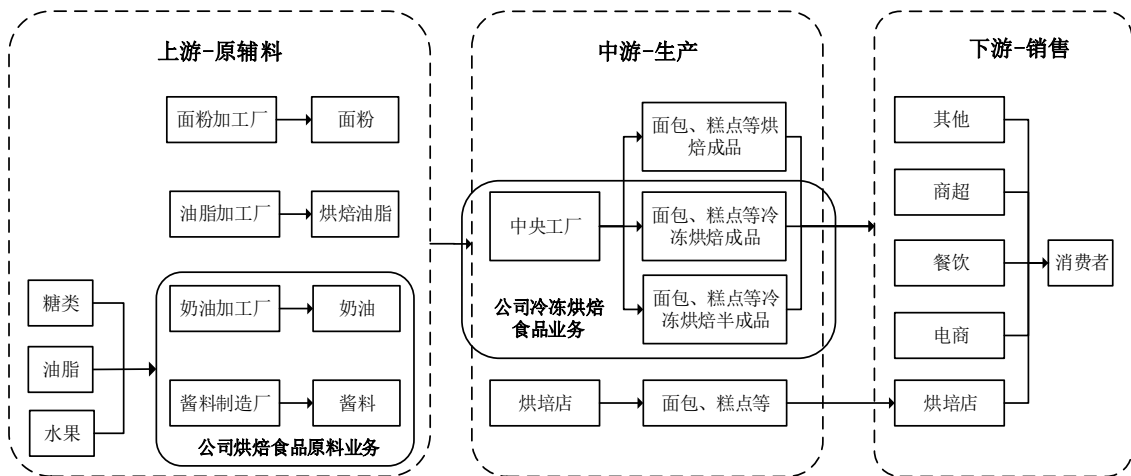 上游-原辅料
面粉加工厂
面粉
油脂加工厂
烘焙油脂
糖类
油脂
水果
奶油加工厂
奶油
酱料制造厂
酱料
公司烘焙食品原料业务
中游-生产
面包、糕点等烘
焙成品
中央工厂
面包、糕点等冷
冻烘焙成品
面包、糕点等冷
冻烘焙半成品
公司冷冻烘焙
食品业务
烘培店
面包、糕点等
下游-销售
其他
商超
餐饮
电商
烘培店
消费者